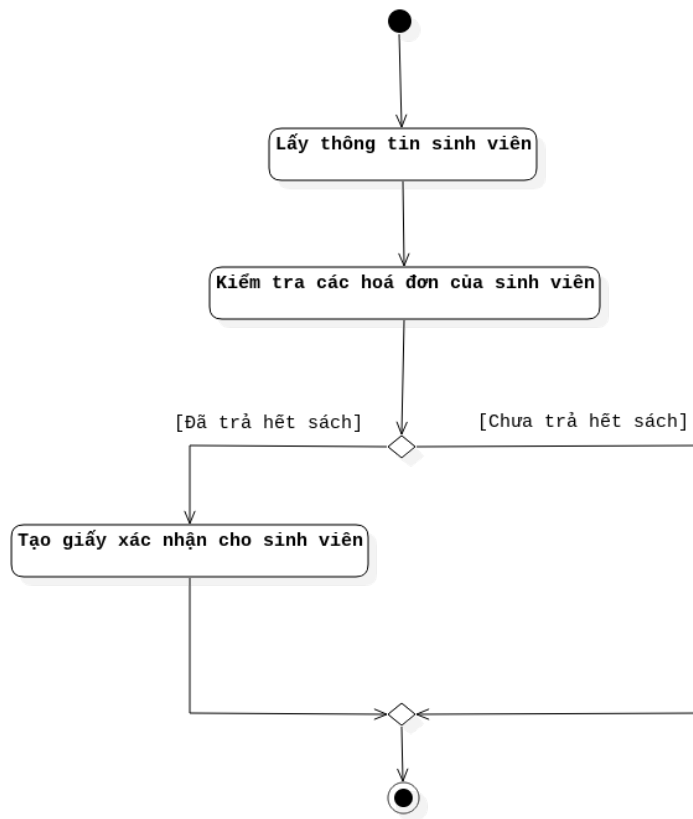 Lấy thông tin sinh viên
Kiểm tra các hoá đơn của sinh viên
[Đã trả hết sách]
[Chưa trả hết sách]
Tạo giấy xác nhận cho sinh viên